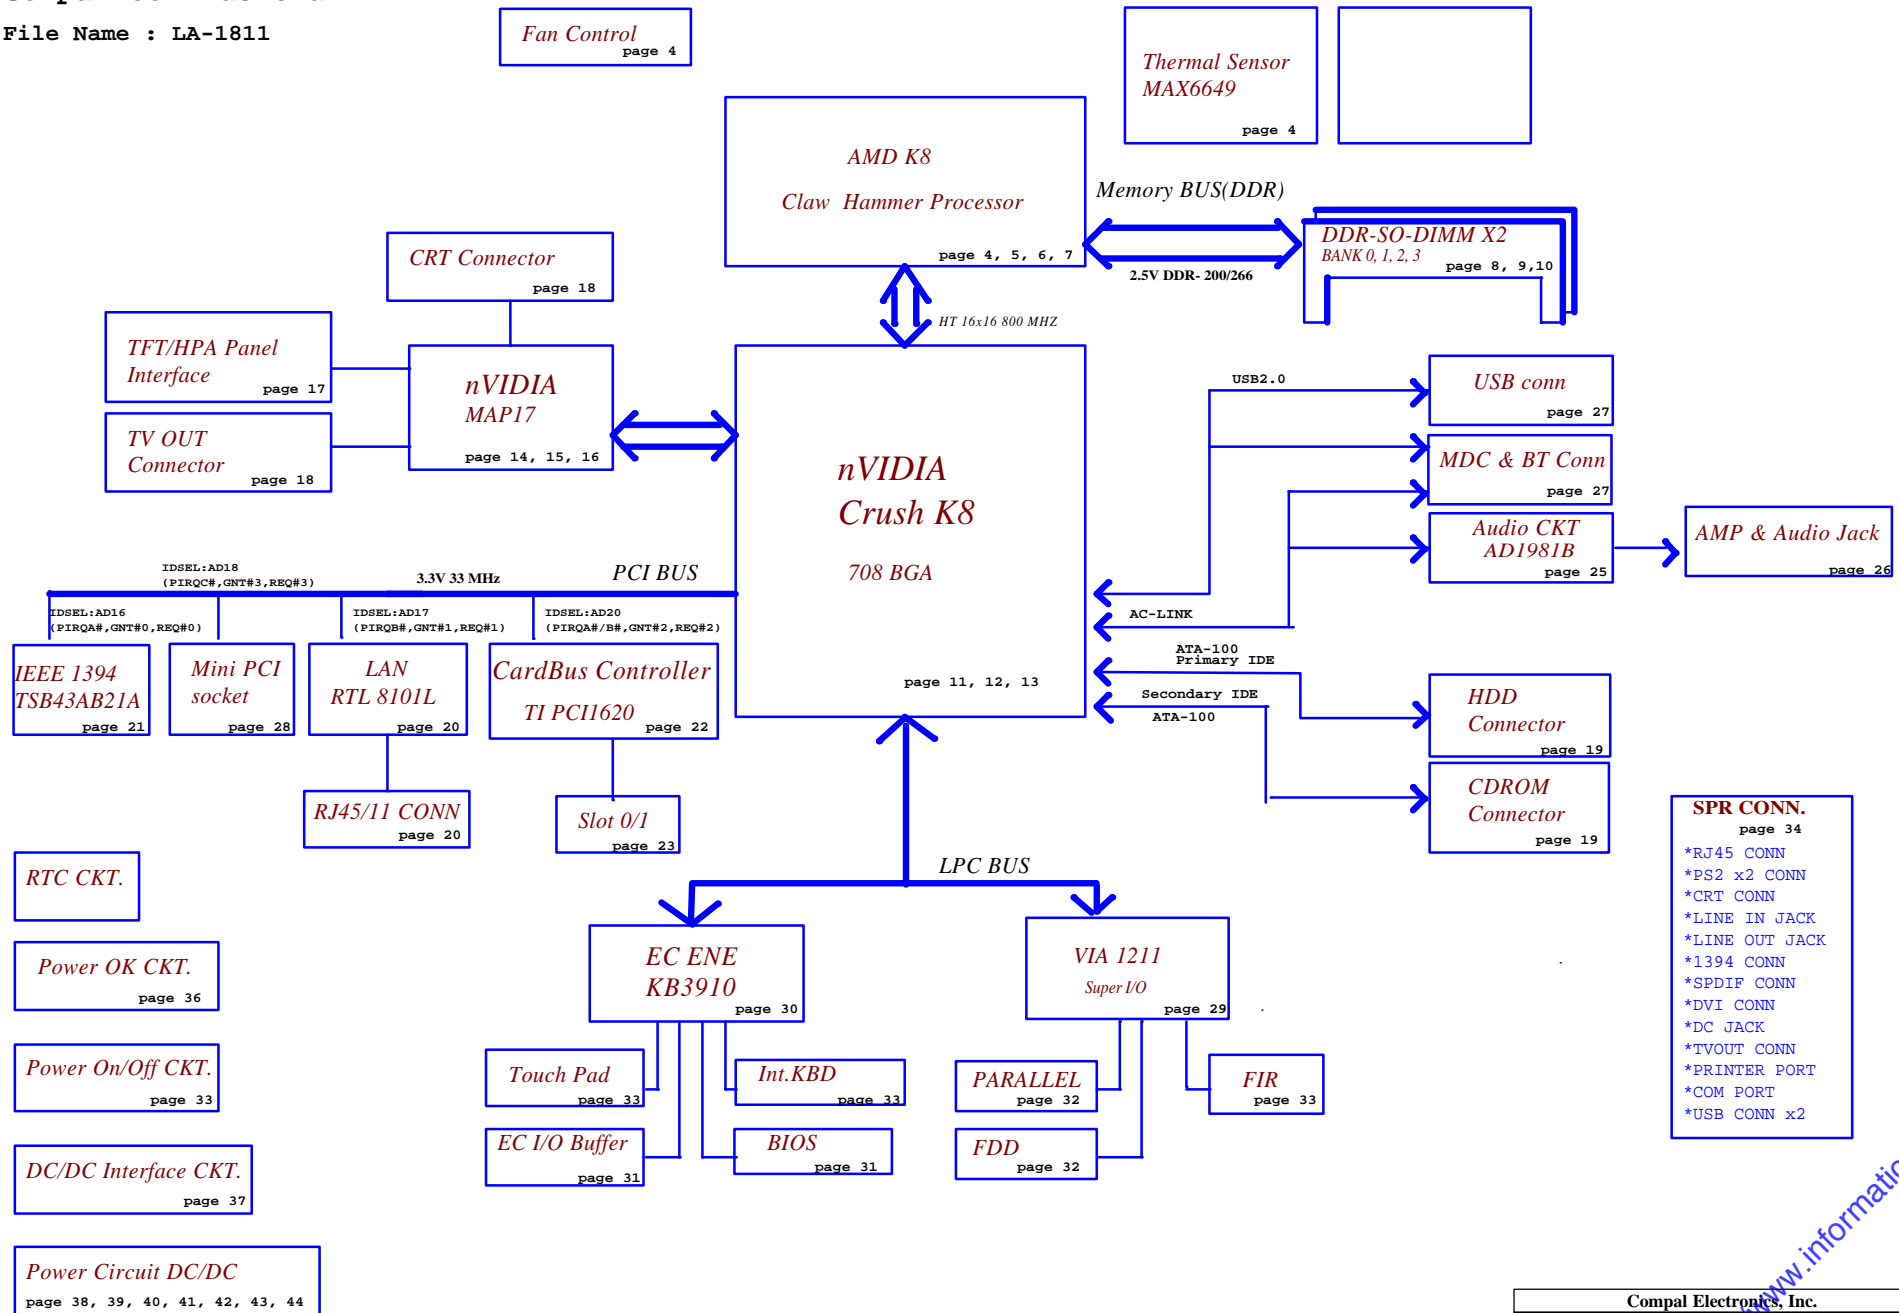 File Name : LA-1811
Fan Control
page 4
Thermal Sensor
MAX6649
page 4
AMD K8
Claw Hammer Processor
page 4, 5, 6, 7
Memory BUS(DDR)
2.5V DDR- 200/266
DDR-SO-DIMM X2
BANK 0, 1, 2, 3
page 8, 9,10
HT 16x16 800 MHZ
CRT Connector
page 18
TFT/HPA Panel
Interface
page 17
TV OUT
Connector
page 18
nVIDIA
MAP17
page 14, 15, 16
nVIDIA
Crush K8
708 BGA
page 11, 12, 13
USB2.0
USB conn
page 27
MDC & BT Conn
page 27
Audio CKT
AD1981B
page 25
AMP & Audio Jack
page 26
AC-LINK
ATA-100
Primary IDE
Secondary IDE
ATA-100
HDD
Connector
page 19
CDROM
Connector
page 19
IDSEL:AD18
(PIRQC#,GNT#3,REQ#3)
3.3V 33 MHz
PCI BUS
IDSEL:AD16
(PIRQA#,GNT#0,REQ#0)
IDSEL:AD17
(PIRQB#,GNT#1,REQ#1)
IDSEL:AD20
(PIRQA#/B#,GNT#2,REQ#2)
IEEE 1394
TSB43AB21A
page 21
Mini PCI
socket
page 28
LAN
RTL 8101L
page 20
CardBus Controller
TI PCI1620
page 22
RJ45/11 CONN
page 20
Slot 0/1
page 23
LPC BUS
EC ENE
KB3910
page 30
VIA 1211
Super I/O
page 29
Touch Pad
page 33
Int.KBD
page 33
EC I/O Buffer
page 31
BIOS
page 31
PARALLEL
page 32
FIR
page 33
FDD
page 32
RTC CKT.
Power OK CKT.
page 36
Power On/Off CKT.
page 33
DC/DC Interface CKT.
page 37
Power Circuit DC/DC
page 38, 39, 40, 41, 42, 43, 44
SPR CONN.
page 34
*RJ45 CONN
*PS2 x2 CONN
*CRT CONN
*LINE IN JACK
*LINE OUT JACK
*1394 CONN
*SPDIF CONN
*DVI CONN
*DC JACK
*TVOUT CONN
*PRINTER PORT
*COM PORT
*USB CONN x2
Compal Electronics, Inc.